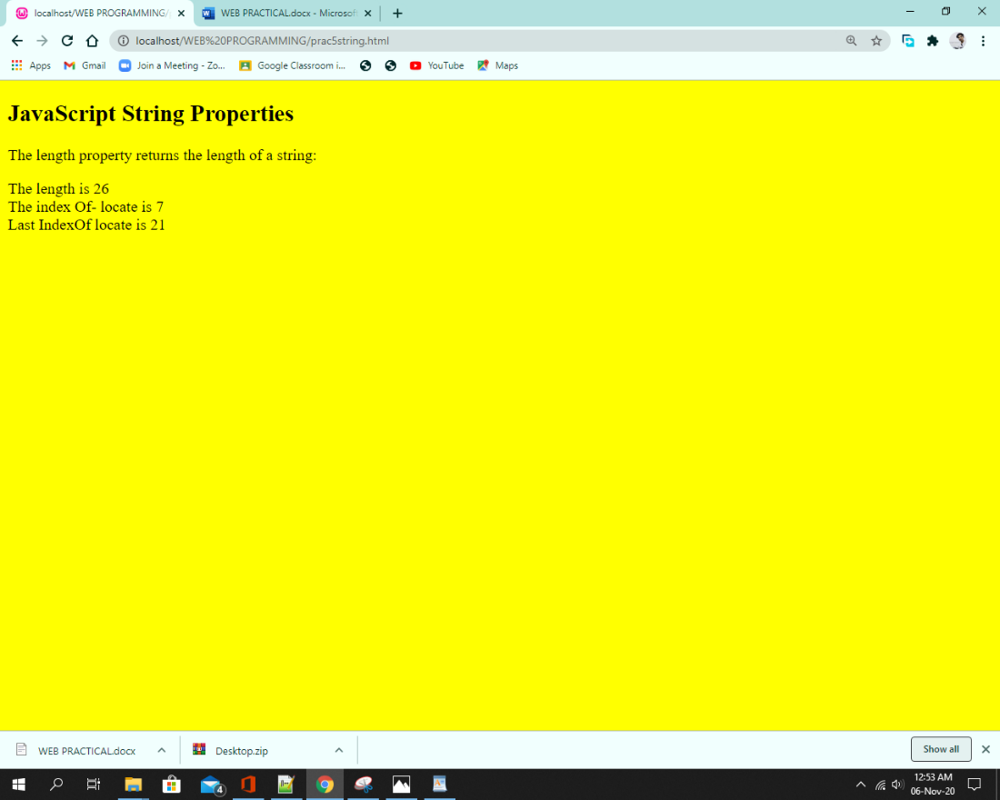 localhost/WEB PROGRAMMING/
WEB PRACTICAL.docx - Microsof
localhost/WEB%20PROGRAMMING/prac5string.html
Apps Gmail Join a Meeting - Zo... Google Classroom i... YouTube Maps
JavaScript String Properties
The length property returns the length of a string:
The length is 26
The index Of- locate is 7
Last IndexOf locate is 21
WEB PRACTICAL.docx Desktop.zip Show all
4
12:53 AM
06-Nov-20